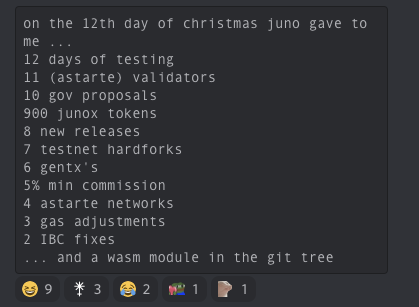 on the 12th day of christmas juno gave to
me ...
12 days of testing
11 (astarte) validators
10 gov proposals
900 junox tokens
8 new releases
7 testnet hardforks
6 gentx's
5% min commission
4 astarte networks
3 gas adjustments
2 IBC fixes
... and a wasm module in the git tree
9 3 2 1 1